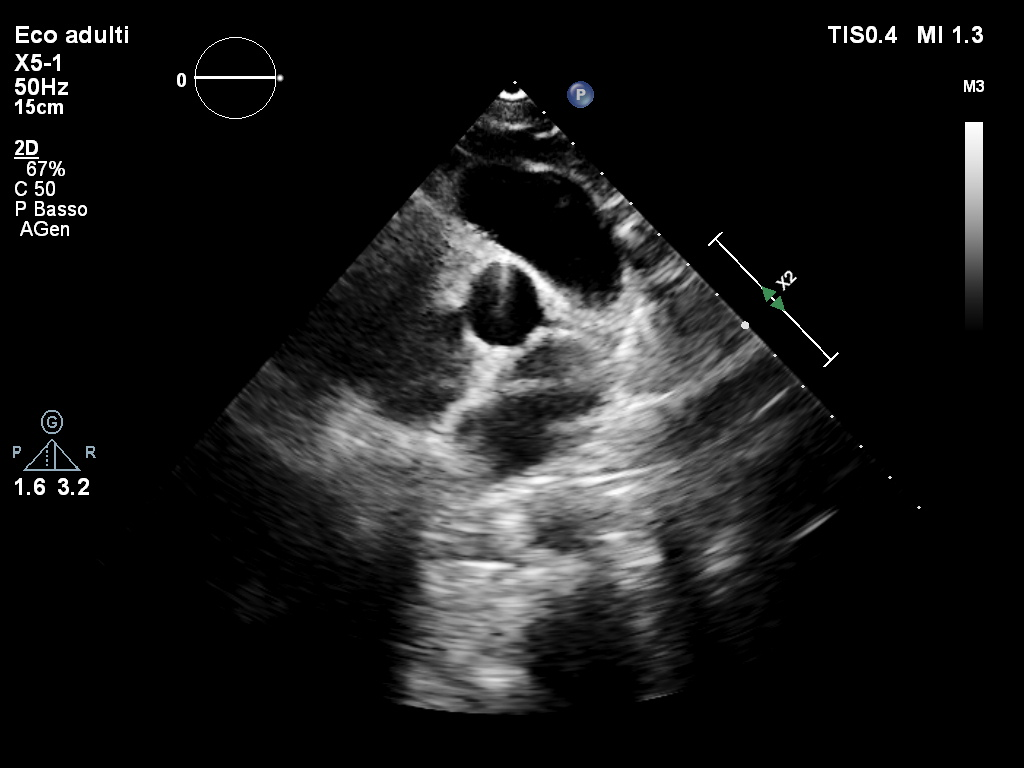 Eco adulti
X5-1
50Hz
15cm
2D
67%
C 50
P Basso
AGen
0
P
TIS0.4 MI 1.3
M3
X2
G
P R
1.6 3.2